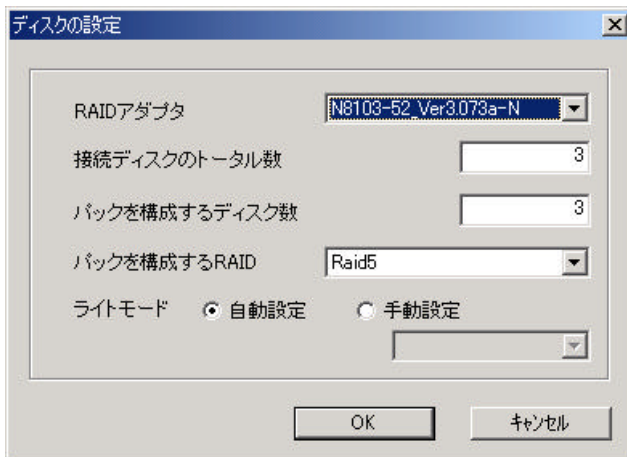 ディスクの設定
RAIDアダプタ
N8103-52_Ver3.073a-N
接続ディスクのトータル数
3
パックを構成するディスク数
3
パックを構成するRAID
Raid5
ライトモード 自動設定 手動設定
OK キャンセル